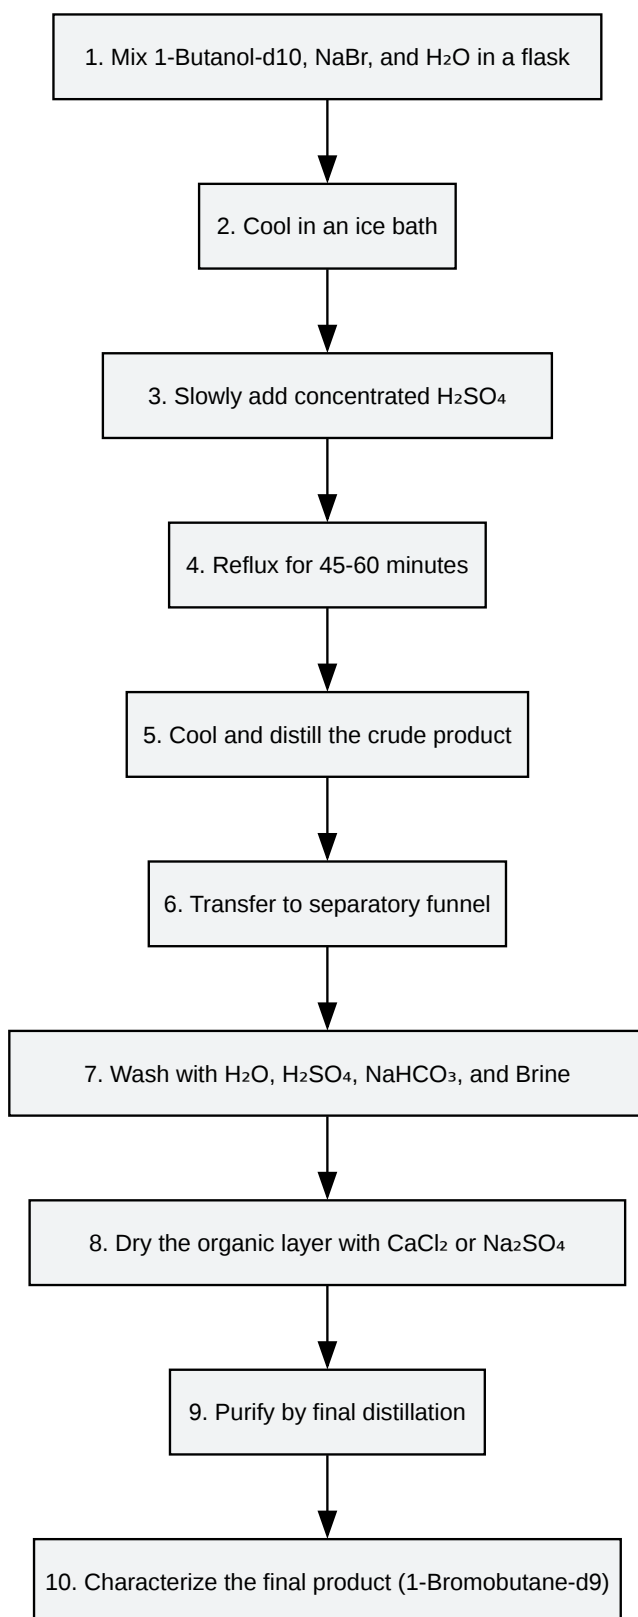 1. Mix 1-Butanol-d10, NaBr, and H₂O in a flask
2. Cool in an ice bath
3. Slowly add concentrated H₂SO₄
4. Reflux for 45-60 minutes
5. Cool and distill the crude product
6. Transfer to separatory funnel
7. Wash with H₂O, H₂SO₄, NaHCO₃, and Brine
8. Dry the organic layer with CaCl₂ or Na₂SO₄
9. Purify by final distillation
10. Characterize the final product (1-Bromobutane-d9)